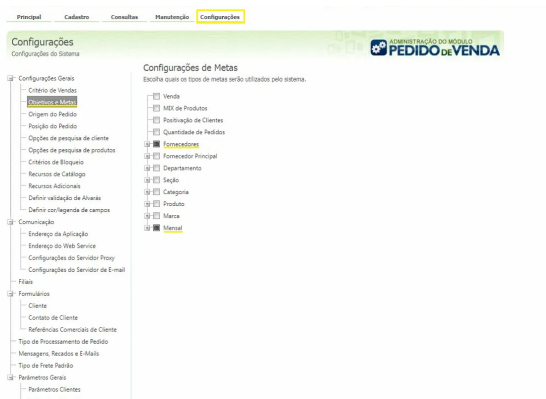 Principal Cadastro Consultas Manutenção Configurações
Configurações
Configurações do Sistema
ADMINISTRAÇÃO DO MÓDULO
PEDIDO DE VENDA
Configurações Gerais
Critério de Vendas
Objetivos e Metas
Origem do Pedido
Posição do Pedido
Opções de pesquisa de cliente
Opções de pesquisa de produtos
Critérios de Bloqueio
Recursos de Catálogo
Recursos Adicionais
Definir validação de Alvarás
Definir cor/legenda de campos
Comunicação
Endereço da Aplicação
Endereço do Web Service
Configurações do Servidor Proxy
Configurações do Servidor de E-mail
Filiais
Formulários
Cliente
Contato de Cliente
Referências Comerciais de Cliente
Tipo de Processamento de Pedido
Mensagens, Recados e E-Mails
Tipo de Frete Padrão
Parâmetros Gerais
Parâmetros Clientes
Configurações de Metas
Escolha quais os tipos de metas serão utilizados pelo sistema.
Venda
MIX de Produtos
Positivação de Clientes
Quantidade de Pedidos
Fornecedores
Fornecedor Principal
Departamento
Seção
Categoria
Produto
Marca
Mensal